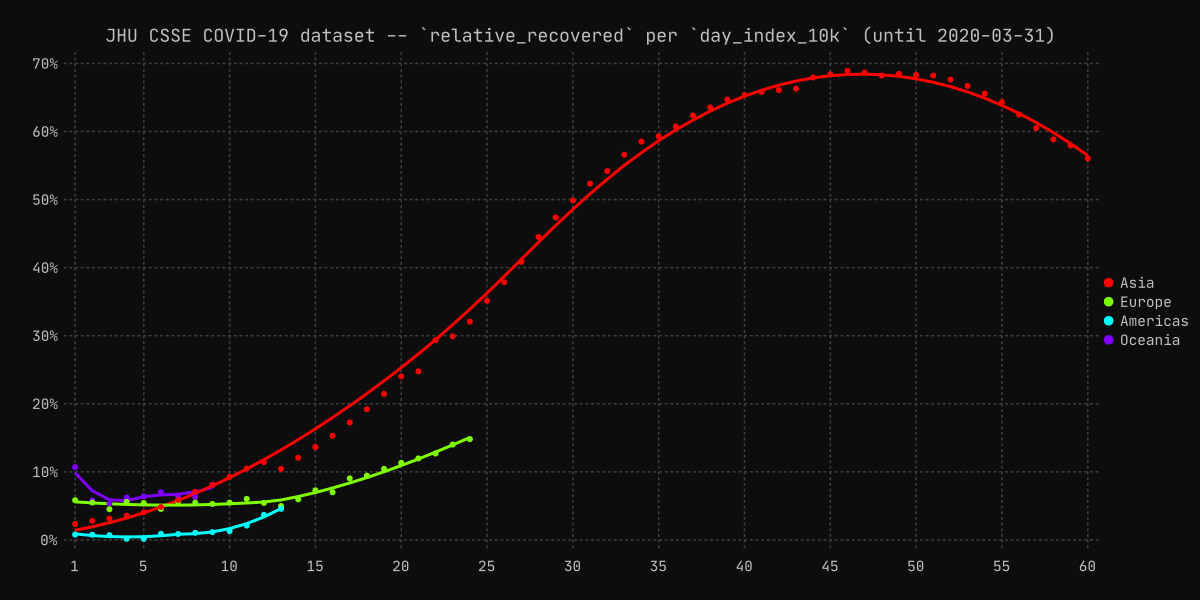 JHU CSSE COVID-19 dataset -- `relative_recovered` per `day_index_10k` (until 2020-03-31)
70%
60%
50%
40%
30%
20%
10%
0%
1 5 10 15 20 25 30 35 40 45 50 55 60
Asia
Europe
Americas
Oceania